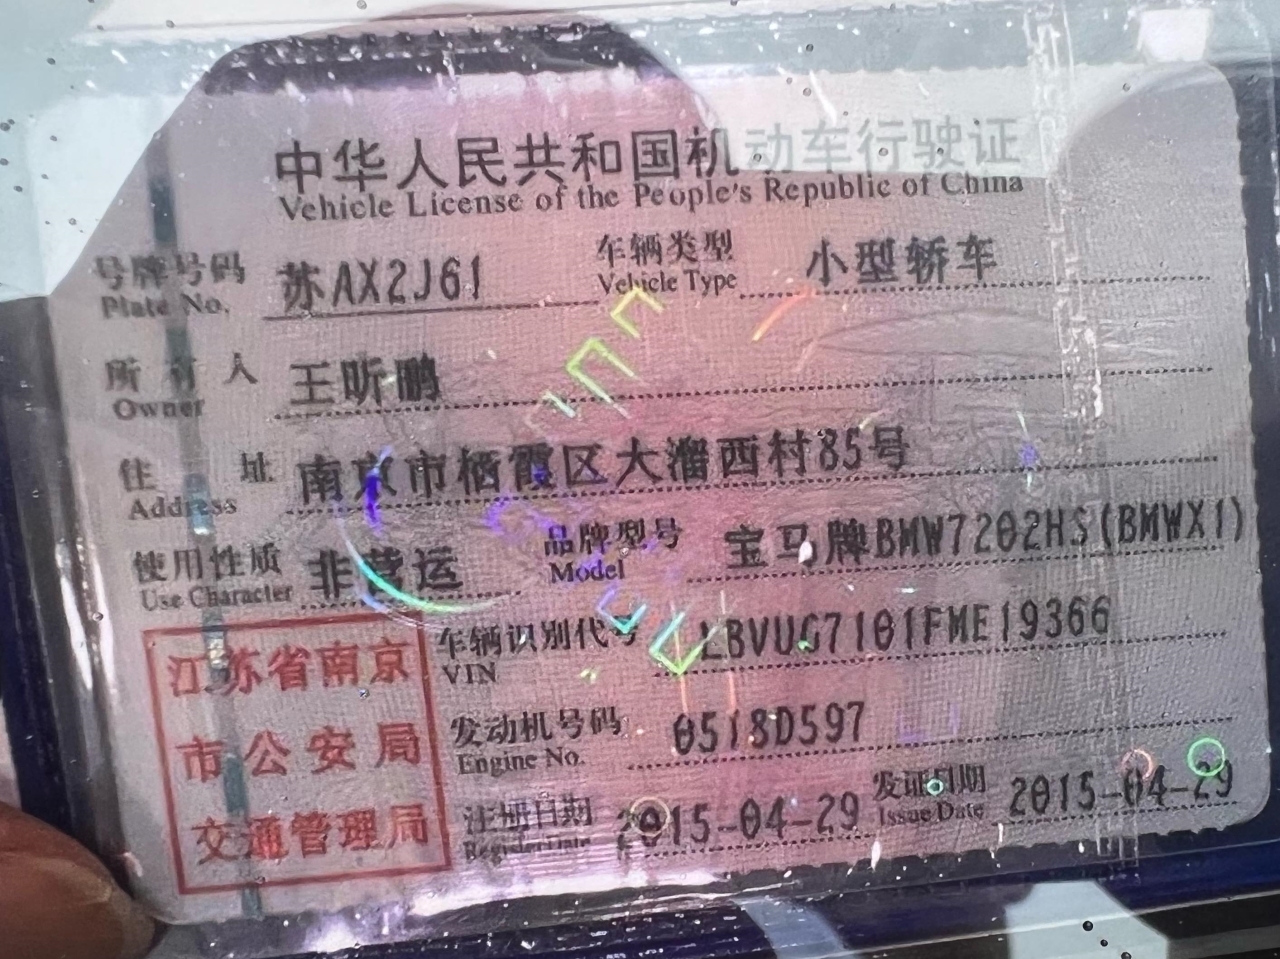 中华人民共和国机动车行驶证
Vehicle License of the People's Republic of China
号牌号码 苏AX2J61 车辆类型 小型轿车
Plate No. Vehicle Type
所有人 王昕鹏
Owner
住址 南京市栖霞区大湽西村85号
Address
使用性质 非营运 品牌型号 宝马牌BMW7202HS(BMWX1)
Use Character Model
江苏省南京 车辆识别代号 LBVUG7101FME19366
VIN
市公安局 发动机号码 0518D597
Engine No.
交通管理局 注册日期 2015-04-29 发证日期 2015-04-29
Register Date Issue Date